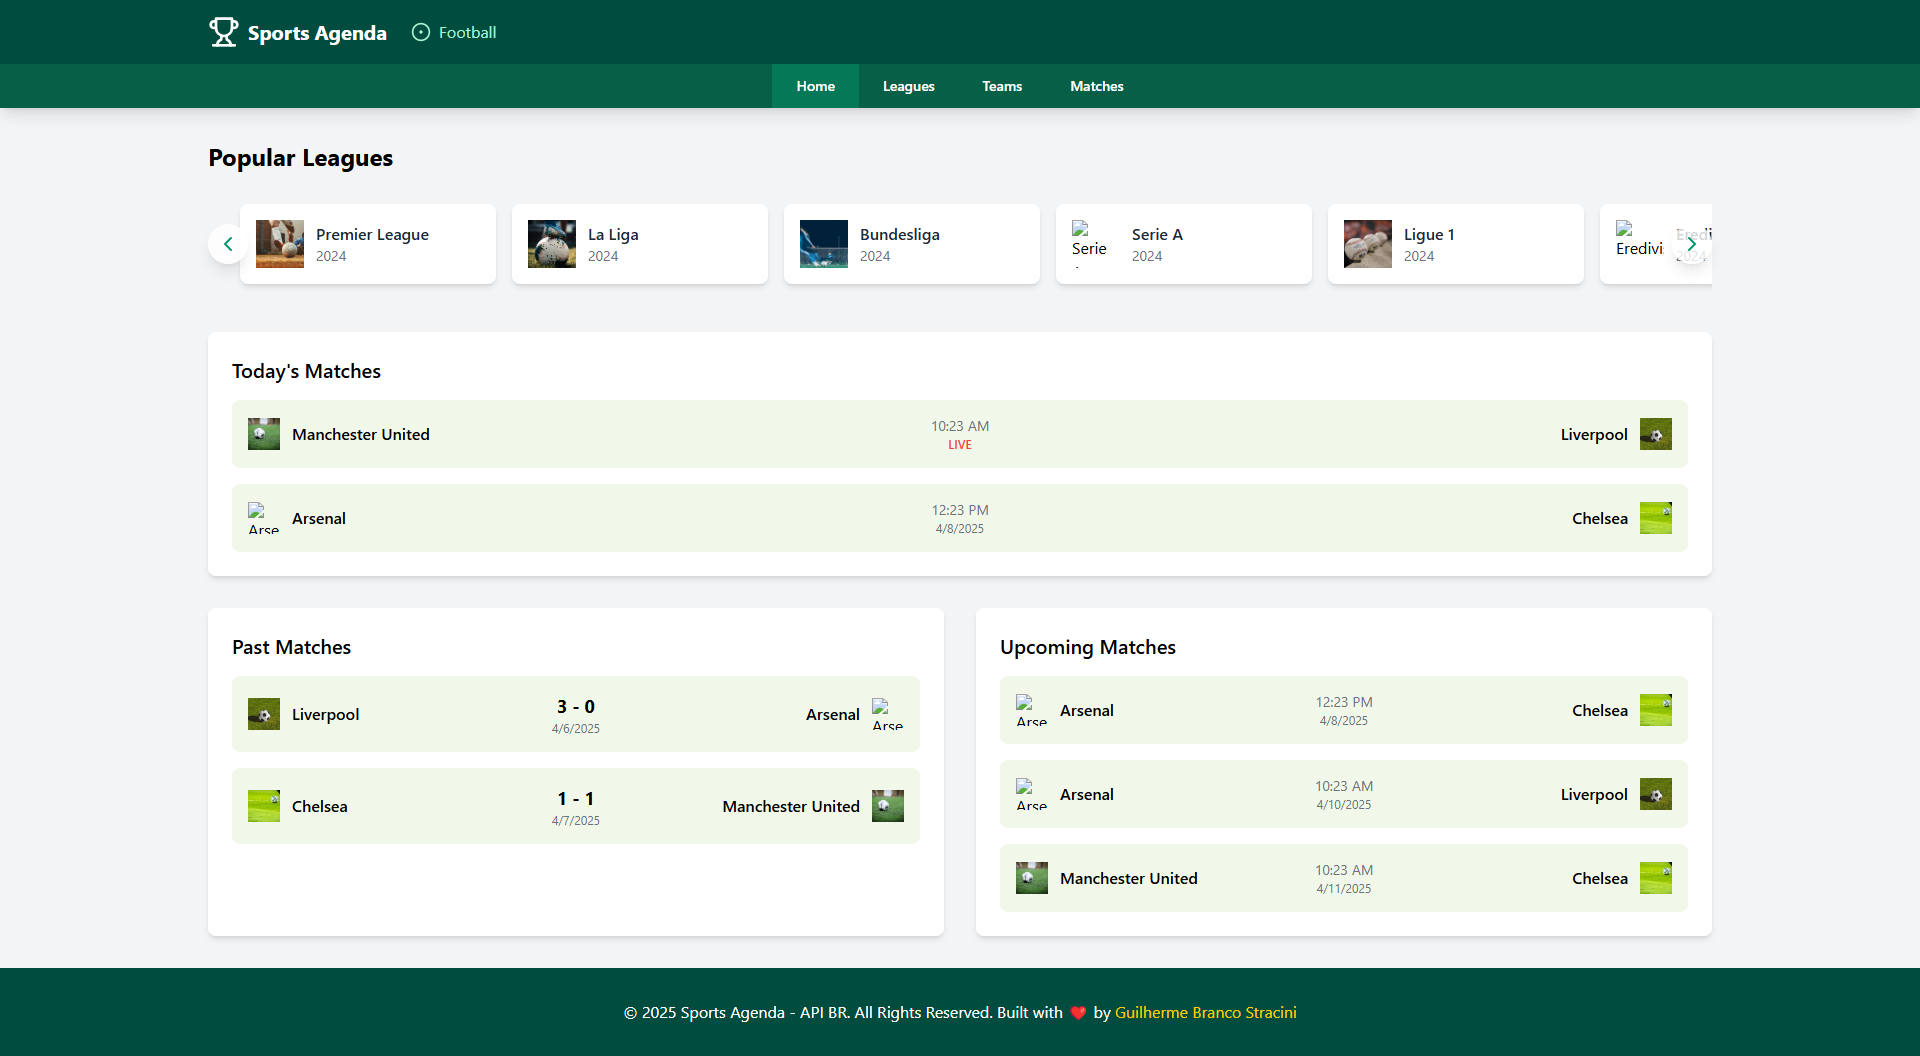 Sports Agenda
Football
Home
Leagues
Teams
Matches
Popular Leagues
Premier League
2024
La Liga
2024
Bundesliga
2024
Serie
Serie A
2024
Ligue 1
2024
Today's Matches
Manchester United
10:23 AM
LIVE
Liverpool
Arse
Arsenal
12:23 PM
4/8/2025
Chelsea
Past Matches
Liverpool
3 - 0
4/6/2025
Arsenal
Arse
Chelsea
1 - 1
4/7/2025
Manchester United
Upcoming Matches
Arse
Arsenal
12:23 PM
4/8/2025
Chelsea
Arse
Arsenal
10:23 AM
4/10/2025
Liverpool
Manchester United
10:23 AM
4/11/2025
Chelsea
© 2025 Sports Agenda - API BR. All Rights Reserved. Built with ❤️ by Guilherme Branco Stracini